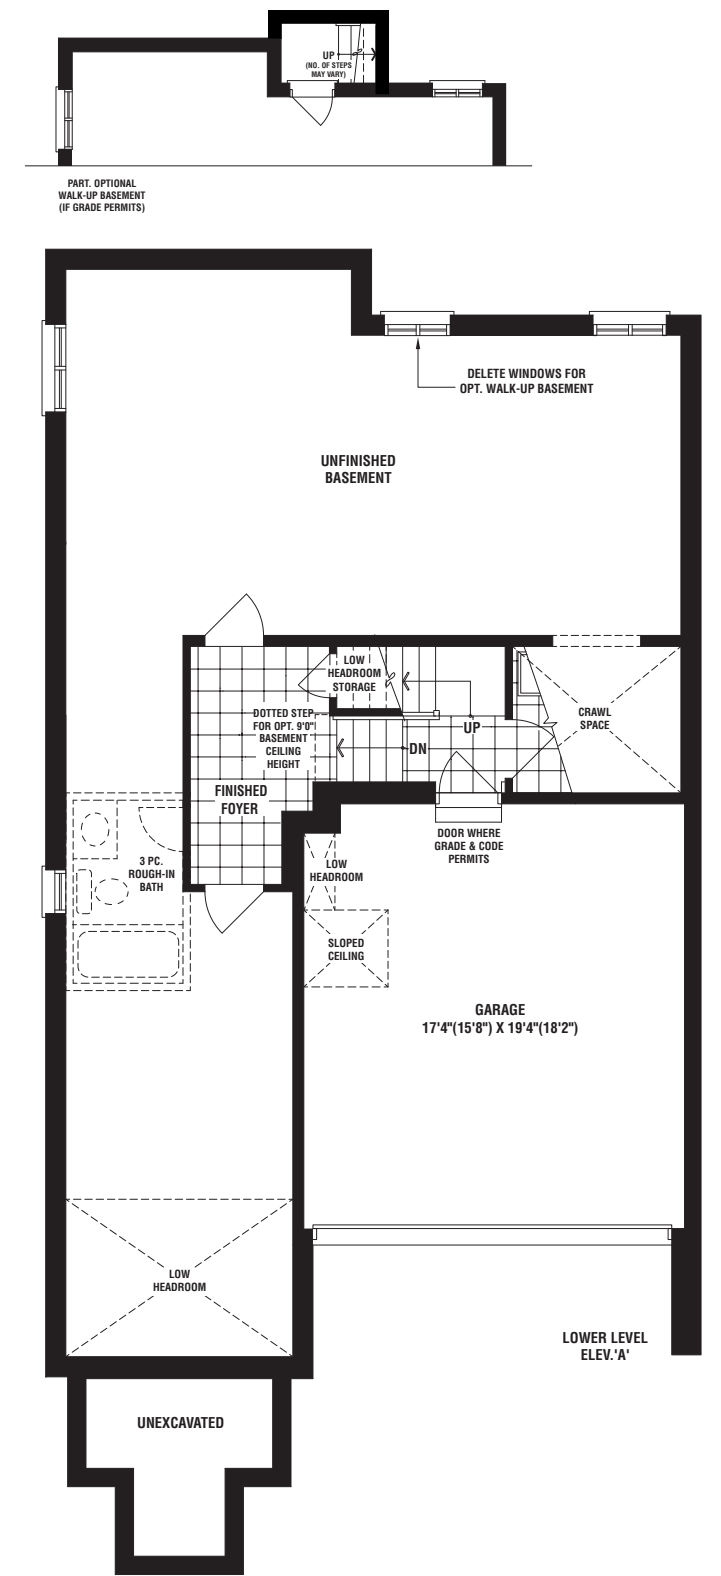 UP
(NO. OF STEPS
MAY VARY)
PART. OPTIONAL
WALK-UP BASEMENT
(IF GRADE PERMITS)
DELETE WINDOWS FOR
OPT. WALK-UP BASEMENT
UNFINISHED
BASEMENT
LOW
HEADROOM
STORAGE
DOTTED STEP
FOR OPT. 9'0"
BASEMENT
CEILING
HEIGHT
UP
DN
CRAWL
SPACE
FINISHED
FOYER
DOOR WHERE
GRADE & CODE
PERMITS
3 PC.
ROUGH-IN
BATH
LOW
HEADROOM
SLOPED
CEILING
GARAGE
17'4"(15'8") X 19'4"(18'2")
LOW
HEADROOM
LOWER LEVEL
ELEV.'A'
UNEXCAVATED